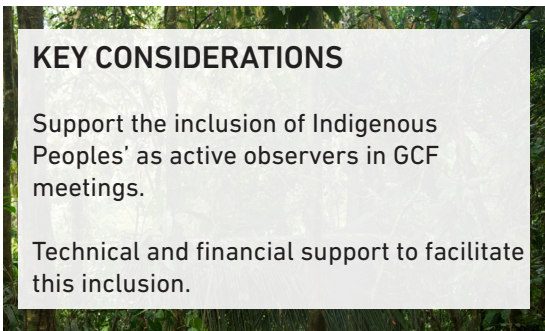 KEY CONSIDERATIONS
Support the inclusion of Indigenous
Peoples’ as active observers in GCF
meetings.
Technical and financial support to facilitate
this inclusion.